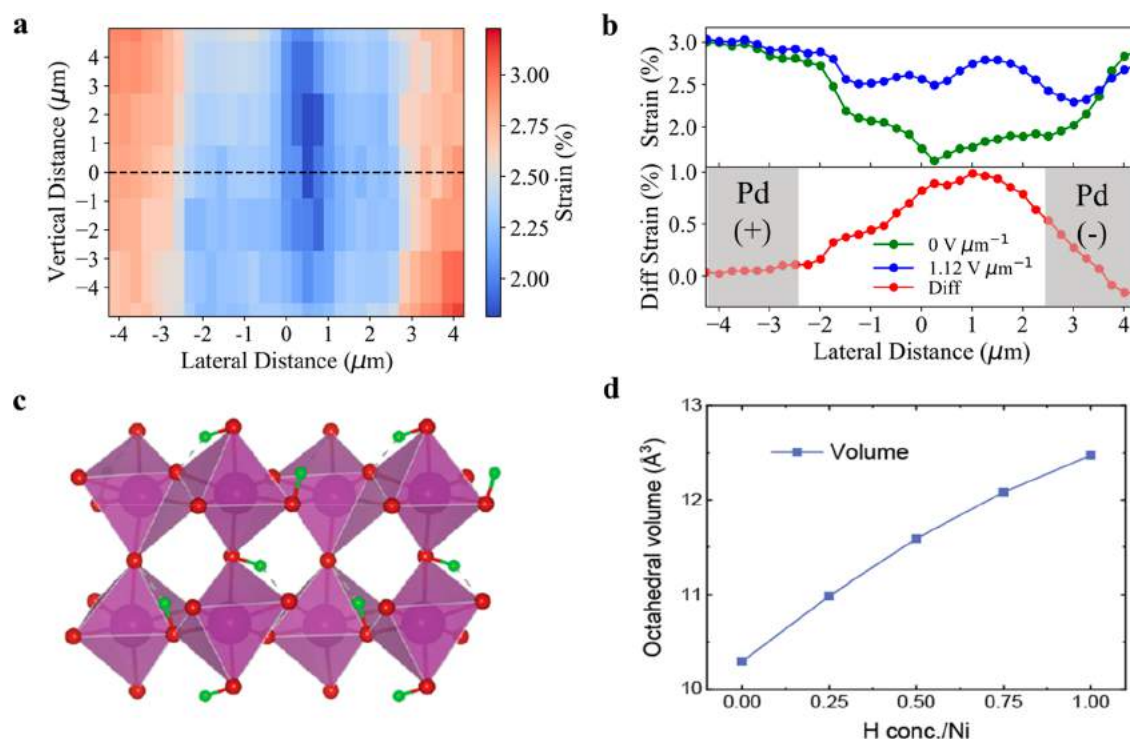 a
4
3
2
1
0
−1
−2
−3
−4
Vertical Distance (μm)
-4 -3 -2 -1 0 1 2 3 4
Lateral Distance (μm)
3.00
2.75
2.50
2.25
2.00
Strain (%)
b
3.0
2.5
2.0
Strain (%)
1.0
0.5
0.0
Diff Strain (%)
Pd
(+)
Pd
(-)
0 V μm⁻¹
1.12 V μm⁻¹
Diff
−4 −3 −2 −1 0 1 2 3 4
Lateral Distance (μm)
c
d
13
12
11
10
Octahedral volume (Å³)
Volume
0.00 0.25 0.50 0.75 1.00
H conc./Ni